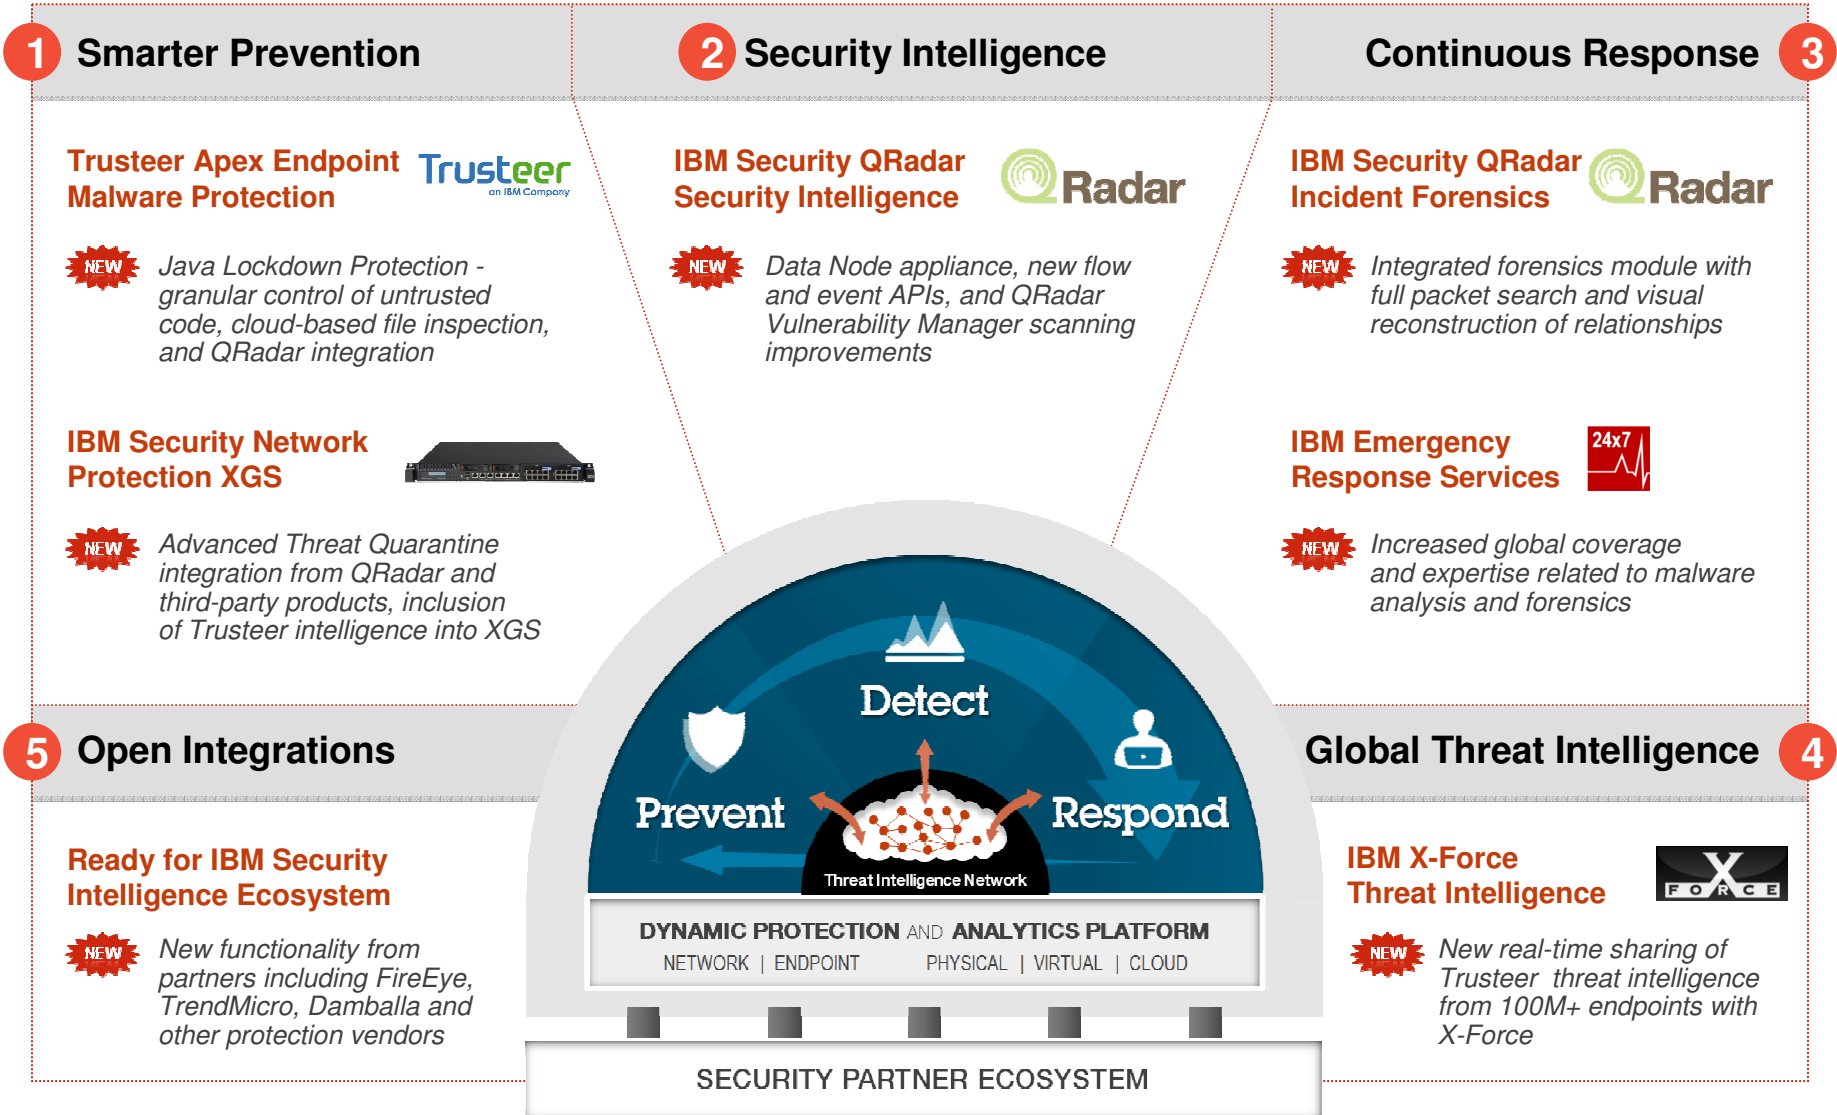 1 Smarter Prevention
Trusteer Apex Endpoint
Malware Protection
Trusteer
an IBM Company
NEW
Java Lockdown Protection -
granular control of untrusted
code, cloud-based file inspection,
and QRadar integration
IBM Security Network
Protection XGS
NEW
Advanced Threat Quarantine
integration from QRadar and
third-party products, inclusion
of Trusteer intelligence into XGS
2 Security Intelligence
IBM Security QRadar
Security Intelligence
QRadar
NEW
Data Node appliance, new flow
and event APIs, and QRadar
Vulnerability Manager scanning
improvements
Continuous Response 3
IBM Security QRadar
Incident Forensics
QRadar
NEW
Integrated forensics module with
full packet search and visual
reconstruction of relationships
IBM Emergency
Response Services
24x7
NEW
Increased global coverage
and expertise related to malware
analysis and forensics
5 Open Integrations
Ready for IBM Security
Intelligence Ecosystem
NEW
New functionality from
partners including FireEye,
TrendMicro, Damballa and
other protection vendors
Detect
Prevent
Respond
Threat Intelligence Network
DYNAMIC PROTECTION AND ANALYTICS PLATFORM
NETWORK | ENDPOINT PHYSICAL | VIRTUAL | CLOUD
SECURITY PARTNER ECOSYSTEM
Global Threat Intelligence 4
IBM X-Force
Threat Intelligence
X FORCE
NEW
New real-time sharing of
Trusteer threat intelligence
from 100M+ endpoints with
X-Force